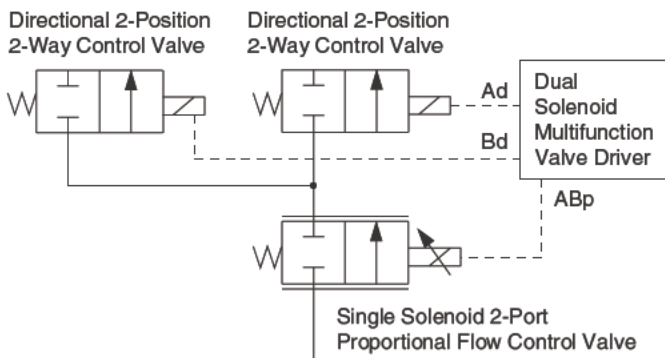 Directional 2-Position
2-Way Control Valve
Directional 2-Position
2-Way Control Valve
Ad
Bd
Dual
Solenoid
Multifunction
Valve Driver
ABp
Single Solenoid 2-Port
Proportional Flow Control Valve